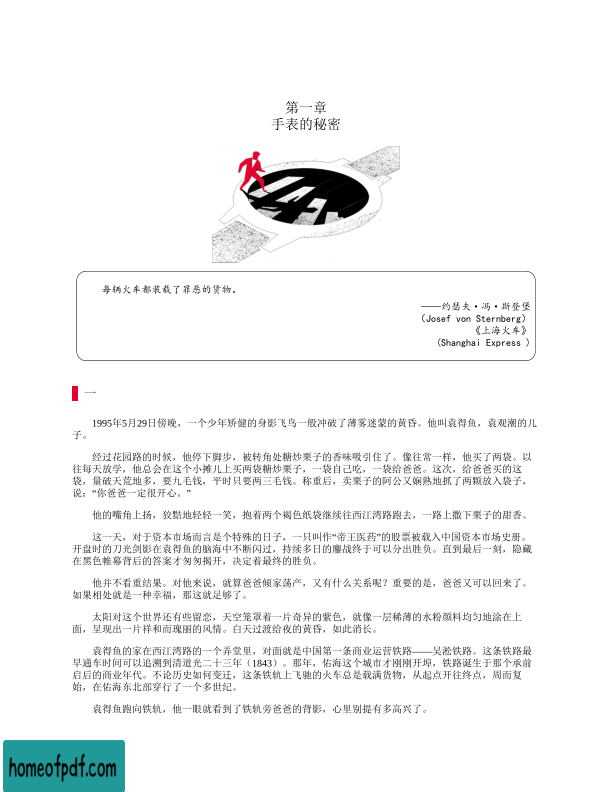 第一章
手表的秘密
每辆火车都装载了罪恶的货物。
——约瑟夫·冯·斯登堡
（Josef von Sternberg）
《上海火车》
（Shanghai Express ）
一
1995年5月29日傍晚，一个少年矫健的身影飞鸟一般冲破了薄雾迷蒙的黄昏。他叫袁得鱼，袁观潮的儿
子。
经过花园路的时候，他停下脚步，被转角处糖炒栗子的香味吸引住了。像往常一样，他买了两袋。以
往每天放学，他总会在这个小摊儿上买两袋糖炒栗子，一袋自己吃，一袋给爸爸。这次，给爸爸买的这
袋，量破天荒地多，要九毛钱，平时只要两三毛钱。称重后，卖栗子的阿公又娴熟地抓了两颗放入袋子，
说：“你爸爸一定很开心。”
他的嘴角上扬，狡黠地轻轻一笑，抱着两个褐色纸袋继续往西江湾路跑去，一路上撒下栗子的甜香。
这一天，对于资本市场而言是个特殊的日子，一只叫作“帝王医药”的股票被载入中国资本市场史册。
开盘时的刀光剑影在袁得鱼的脑海中不断闪过，持续多日的鏖战终于可以分出胜负。直到最后一刻，隐藏
在黑色帷幕背后的答案才匆匆揭开，决定着最终的胜负。
他并不看重结果。对他来说，就算爸爸倾家荡产，又有什么关系呢？重要的是，爸爸又可以回来了。
如果相处就是一种幸福，那这就足够了。
太阳对这个世界还有些留恋，天空笼罩着一片奇异的紫色，就像一层稀薄的水粉颜料均匀地涂在上
面，呈现出一片祥和而瑰丽的风情。白天过渡给夜的黄昏，如此消长。
袁得鱼的家在西江湾路的一个弄堂里，对面就是中国第一条商业运营铁路——吴淞铁路。这条铁路最
早通车时间可以追溯到清道光二十三年（1843）。那年，佑海这个城市才刚刚开埠，铁路诞生于那个承前
启后的商业年代。不论历史如何变迁，这条铁轨上飞驰的火车总是载满货物，从起点开往终点，周而复
始，在佑海东北部穿行了一个多世纪。
袁得鱼跑向铁轨，他一眼就看到了铁轨旁爸爸的背影，心里别提有多高兴了。
homeofpdf.com